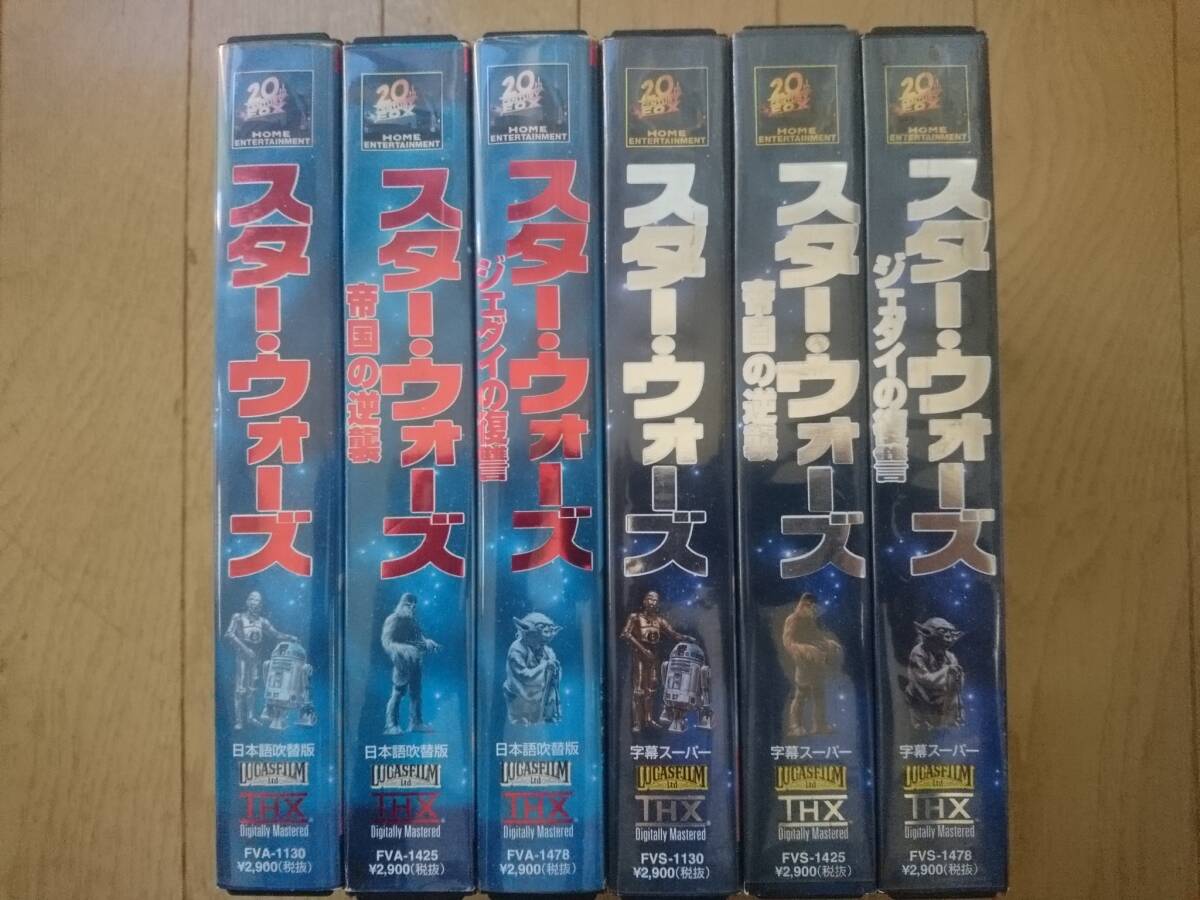 20th
CENTURY
FOX
HOME
ENTERTAINMENT
スター・ウォーズ
日本語吹替版
LUCASFILM
Ltd
THX
Digitally Mastered
FVA-1130
¥2,900(税抜)
20th
CENTURY
FOX
HOME
ENTERTAINMENT
スター・ウォーズ
帝国の逆襲
日本語吹替版
LUCASFILM
Ltd
THX
Digitally Mastered
FVA-1425
¥2,900(税抜)
20th
CENTURY
FOX
HOME
ENTERTAINMENT
スター・ウォーズ
ジェダイの復讐
日本語吹替版
LUCASFILM
Ltd
THX
Digitally Mastered
FVA-1478
¥2,900(税抜)
20th
CENTURY
FOX
HOME
ENTERTAINMENT
スター・ウォーズ
字幕スーパー
LUCASFILM
Ltd
THX
Digitally Mastered
FVS-1130
¥2,900(税抜)
20th
CENTURY
FOX
HOME
ENTERTAINMENT
スター・ウォーズ
帝国の逆襲
字幕スーパー
LUCASFILM
Ltd
THX
Digitally Mastered
FVS-1425
¥2,900(税抜)
20th
CENTURY
FOX
HOME
ENTERTAINMENT
スター・ウォーズ
ジェダイの復讐
字幕スーパー
LUCASFILM
Ltd
THX
Digitally Mastered
FVS-1478
¥2,900(税抜)